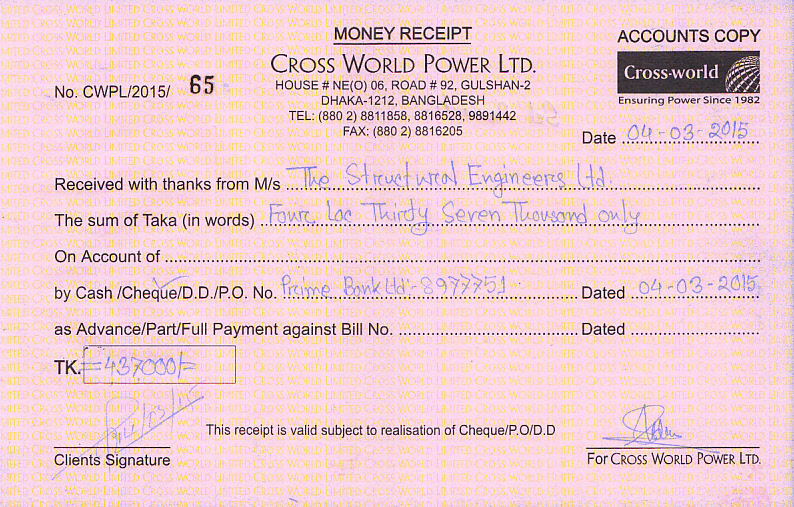 MONEY RECEIPT
ACCOUNTS COPY
CROSS WORLD POWER LTD.
Cross-world
Ensuring Power Since 1982
No. CWPL/2015/ 65
HOUSE # NE(O) 06, ROAD # 92, GULSHAN-2
DHAKA-1212, BANGLADESH
TEL: (880 2) 8811858, 8816528, 9891442
FAX: (880 2) 8816205
Date 04-03-2015
Received with thanks from M/s The Structural Engineers Ltd.
The sum of Taka (in words) Four Lac Thirdy Seven Thousand only
On Account of
by Cash /Cheque/D.D./P.O. No. Prime Bank Ltd-8977751 Dated 04-03-2015
as Advance/Part/Full Payment against Bill No. Dated
TK. =437000/=
This receipt is valid subject to realisation of Cheque/P.O/D.D
Clients Signature
For CROSS WORLD POWER LTD.